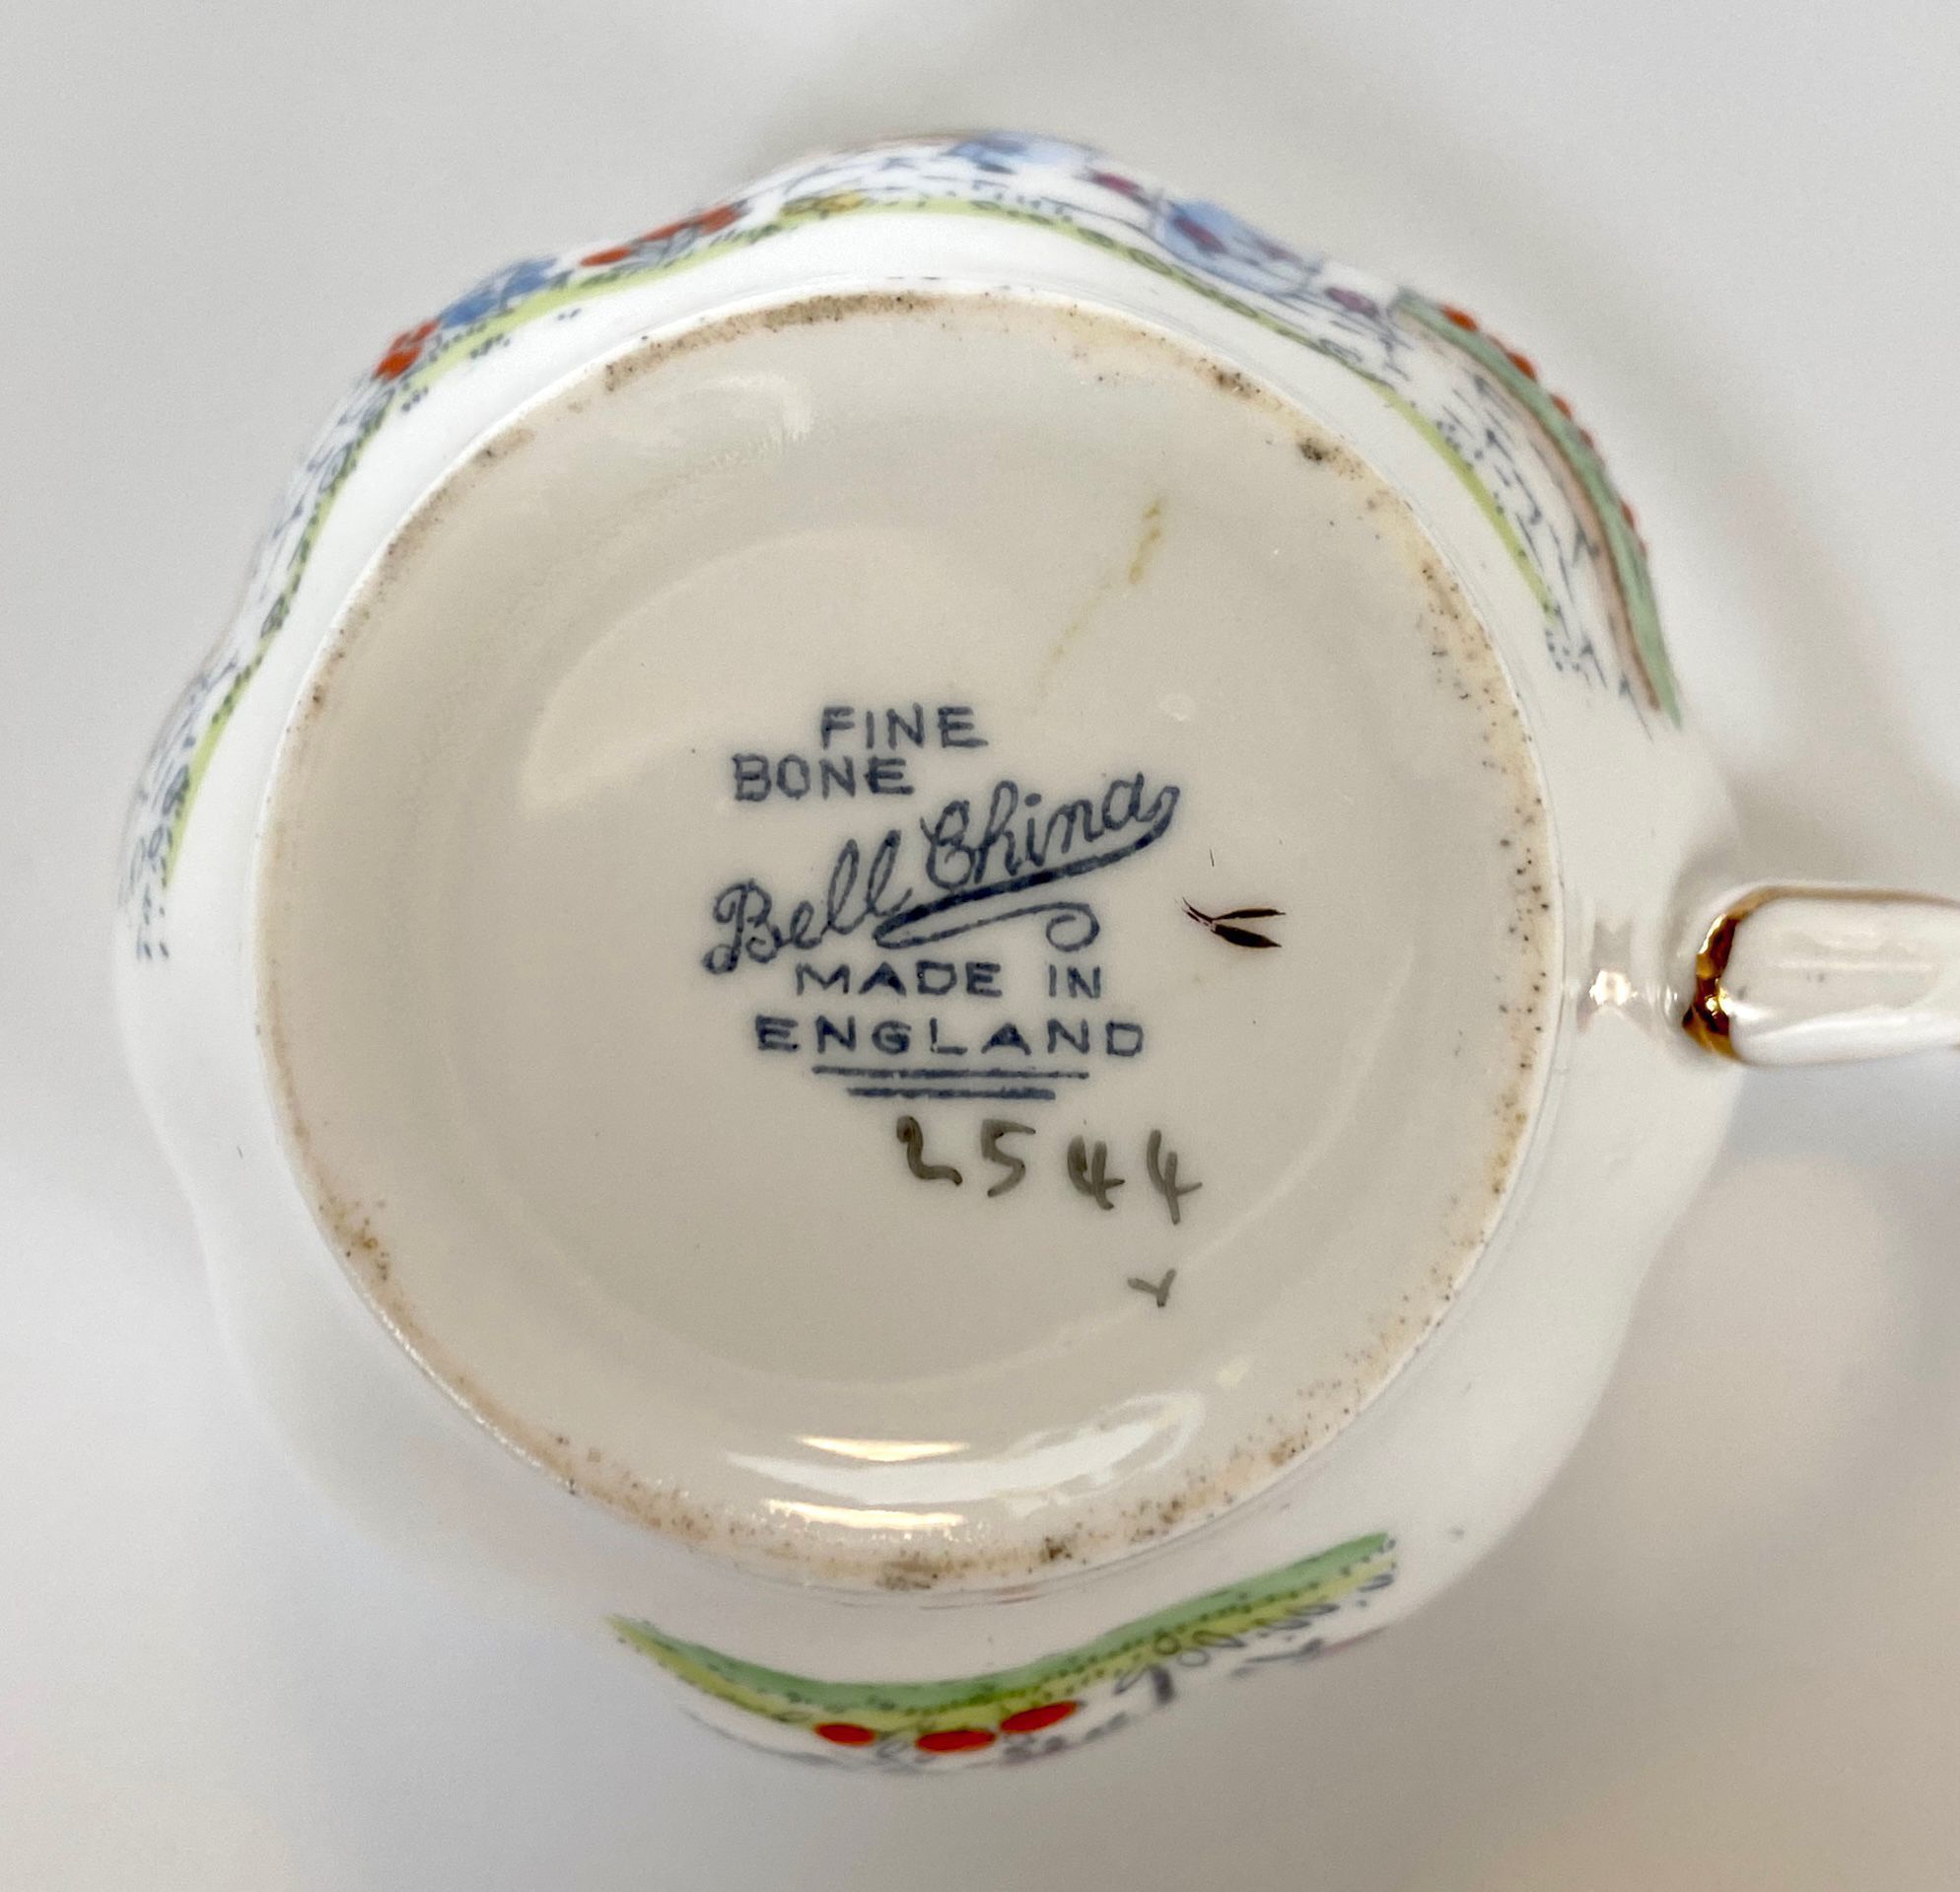 FINE
BONE
Bell China
MADE IN
ENGLAND
2544